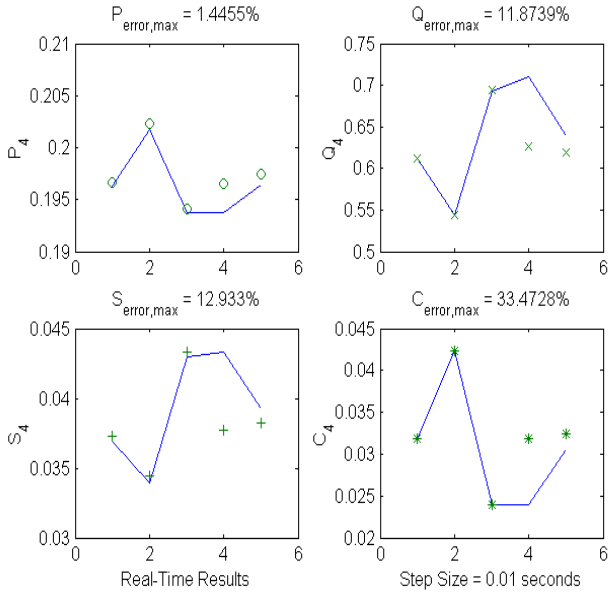 P_error,max = 1.4455%
0.21
0.205
0.2
0.195
0.19
P_4
0 2 4 6
Q_error,max = 11.8739%
0.75
0.7
0.65
0.6
0.55
0.5
Q_4
0 2 4 6
S_error,max = 12.933%
0.045
0.04
0.035
0.03
S_4
0 2 4 6
Real-Time Results
C_error,max = 33.4728%
0.045
0.04
0.035
0.03
0.025
0.02
C_4
0 2 4 6
Step Size = 0.01 seconds